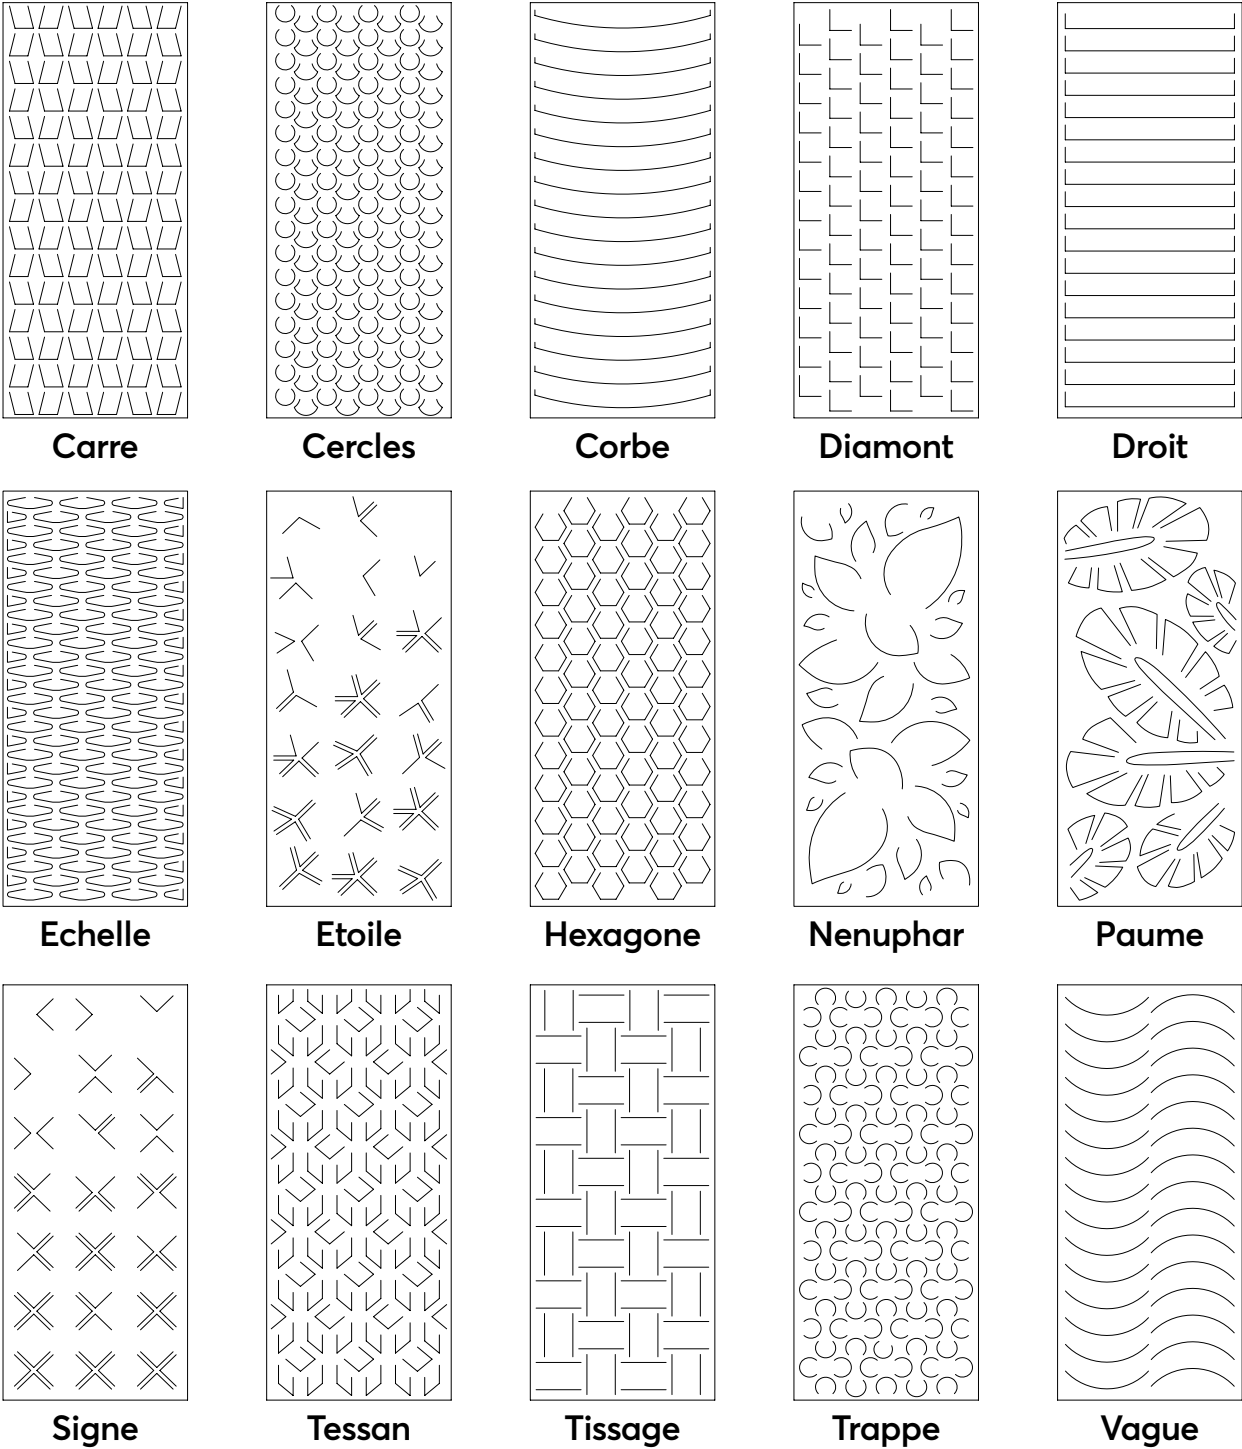 Carre Cercles Corbe Diamont Droit
Echelle Etoile Hexagone Nenuphar Paume
Signe Tessan Tissage Trappe Vague